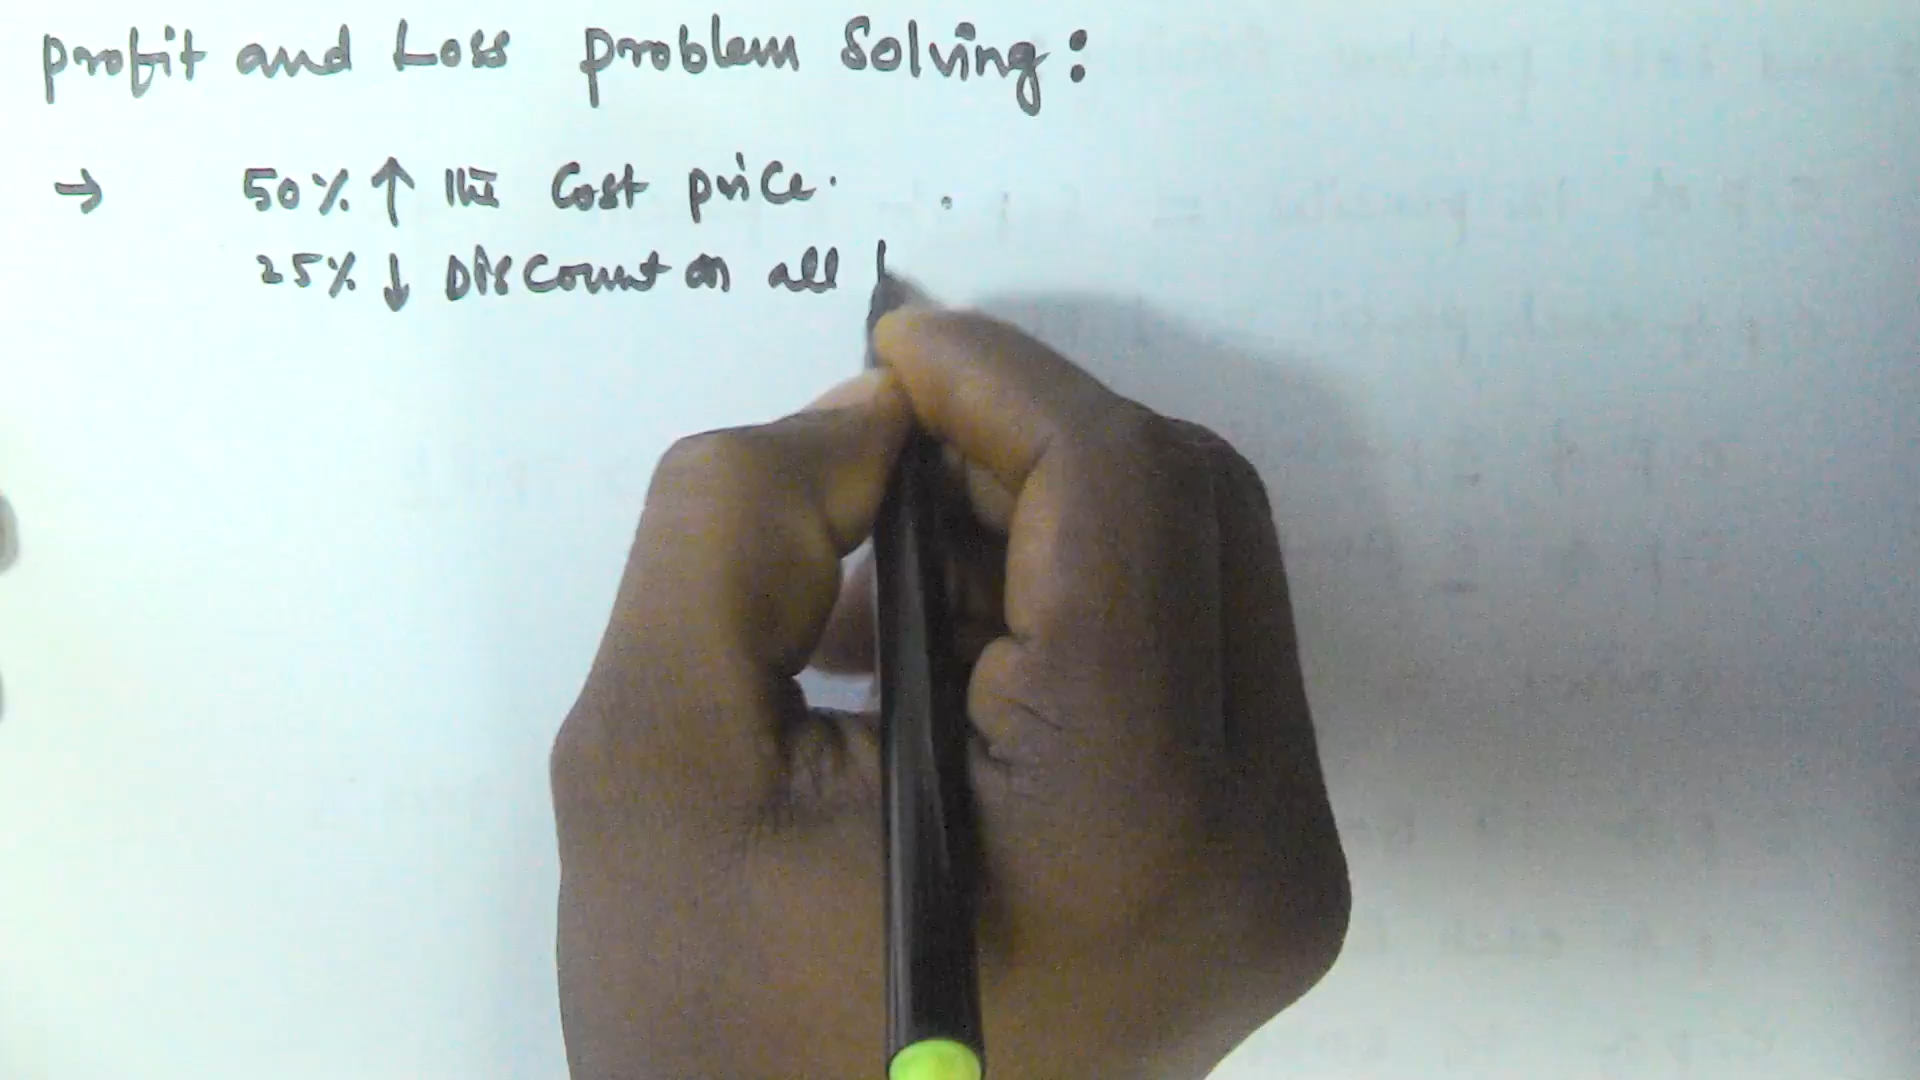 Profit and Loss problem Solving:
→ 50% ↑ the Cost price.
25% ↓ Discount on all